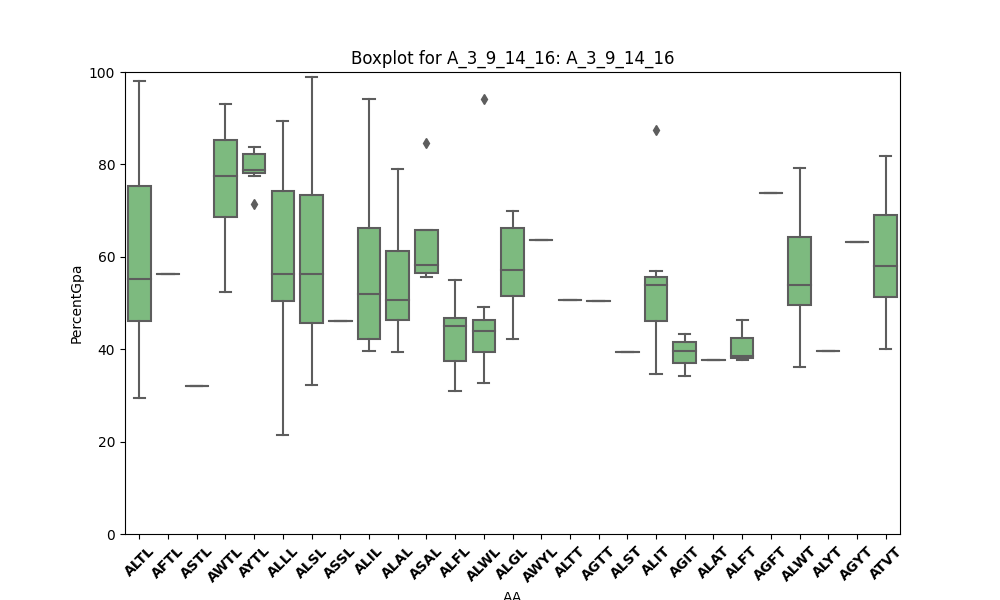 Boxplot for A_3_9_14_16: A_3_9_14_16
100
80
60
40
20
0
PercentGpa
ALTL AFTL ASTL AWTL AYTL ALLL ALSL ASSL ALIL ALAL ASAL ALFL ALWL ALGL AWYL ALTT AGTT ALST ALIT AGIT ALAT ALFT AGFT ALWT ALYT AGYT ATVT
AA